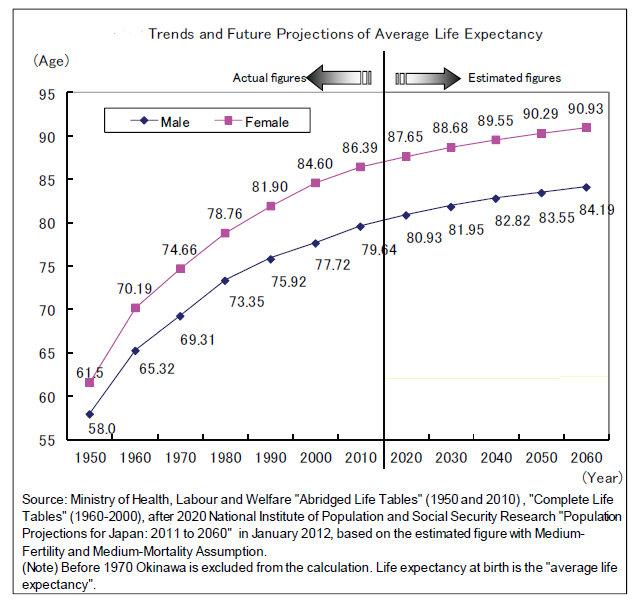 Trends and Future Projections of Average Life Expectancy
(Age)
Actual figures
Estimated figures
95
90
85
80
75
70
65
60
55
Male
Female
61.5
70.19
74.66
78.76
81.90
84.60
86.39
87.65
88.68
89.55
90.29
90.93
58.0
65.32
69.31
73.35
75.92
77.72
79.64
80.93
81.95
82.82
83.55
84.19
1950 1960 1970 1980 1990 2000 2010 2020 2030 2040 2050 2060
(Year)
Source: Ministry of Health, Labour and Welfare "Abridged Life Tables" (1950 and 2010) , "Complete Life
Tables" (1960-2000), after 2020 National Institute of Population and Social Security Research "Population
Projections for Japan: 2011 to 2060"  in January 2012, based on the estimated figure with Medium-
Fertility and Medium-Mortality Assumption.
(Note) Before 1970 Okinawa is excluded from the calculation. Life expectancy at birth is the "average life
expectancy".